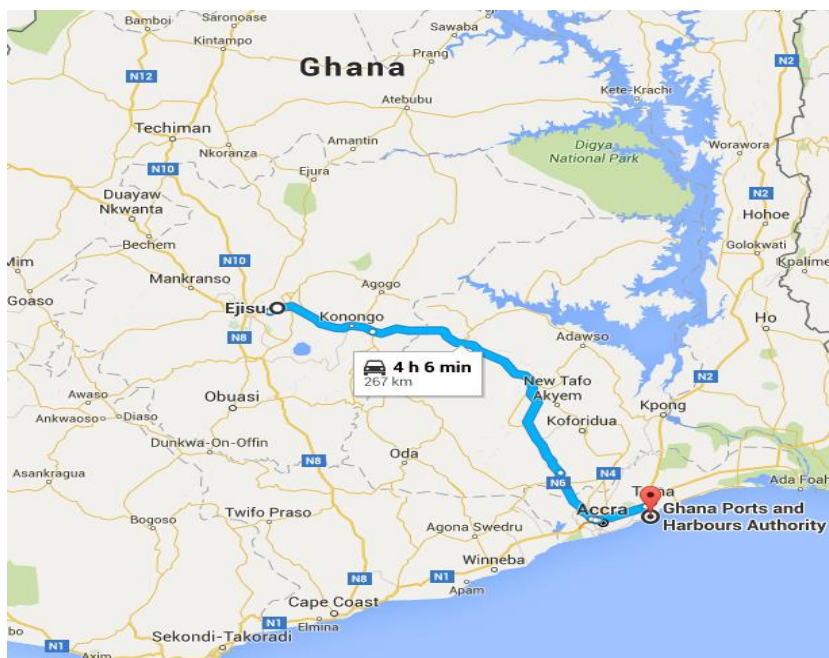 Bamboi
Saronoase
Kintampo
Sawaba
Prang
N2
Ghana
N12
Atebubu
Kete-Krachi
Techiman
Nkoranza
Amantin
Digya
National Park
Worawora
N10
Ejura
N2
Duayaw
Nkwanta
Hohoe
Bechem
Golokwati
Mim
N10
Mankranso
Agogo
Kpalime
Goaso
Ejisu
Konongo
Ho
N8
Adawso
4 h 6 min
267 km
N2
New Tafo
Akyem
Awaso
Obuasi
Kpong
Ankwaoso
Diaso
Koforidua
Dunkwa-On-Offin
Oda
N8
N4
Asankragua
N6
Ada Foah
Accra
Ghana Ports and
Harbours Authority
Bogoso
Twifo Praso
Agona Swedru
Winneba
N8
N1
Apam
Cape Coast
N1
Elmina
bo
N1
Sekondi-Takoradi
Axim